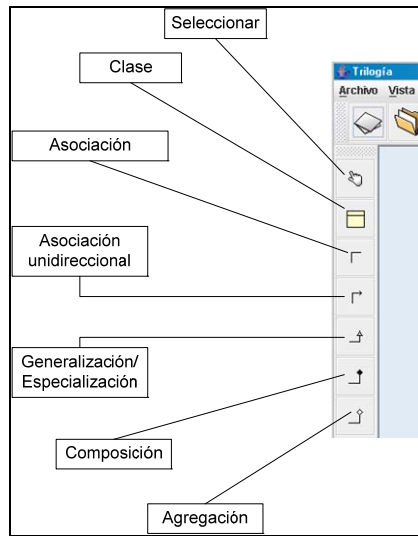 Seleccionar
Clase
Trilogía
Archivo Vista
Asociación
Asociación
unidireccional
Generalización/
Especialización
Composición
Agregación